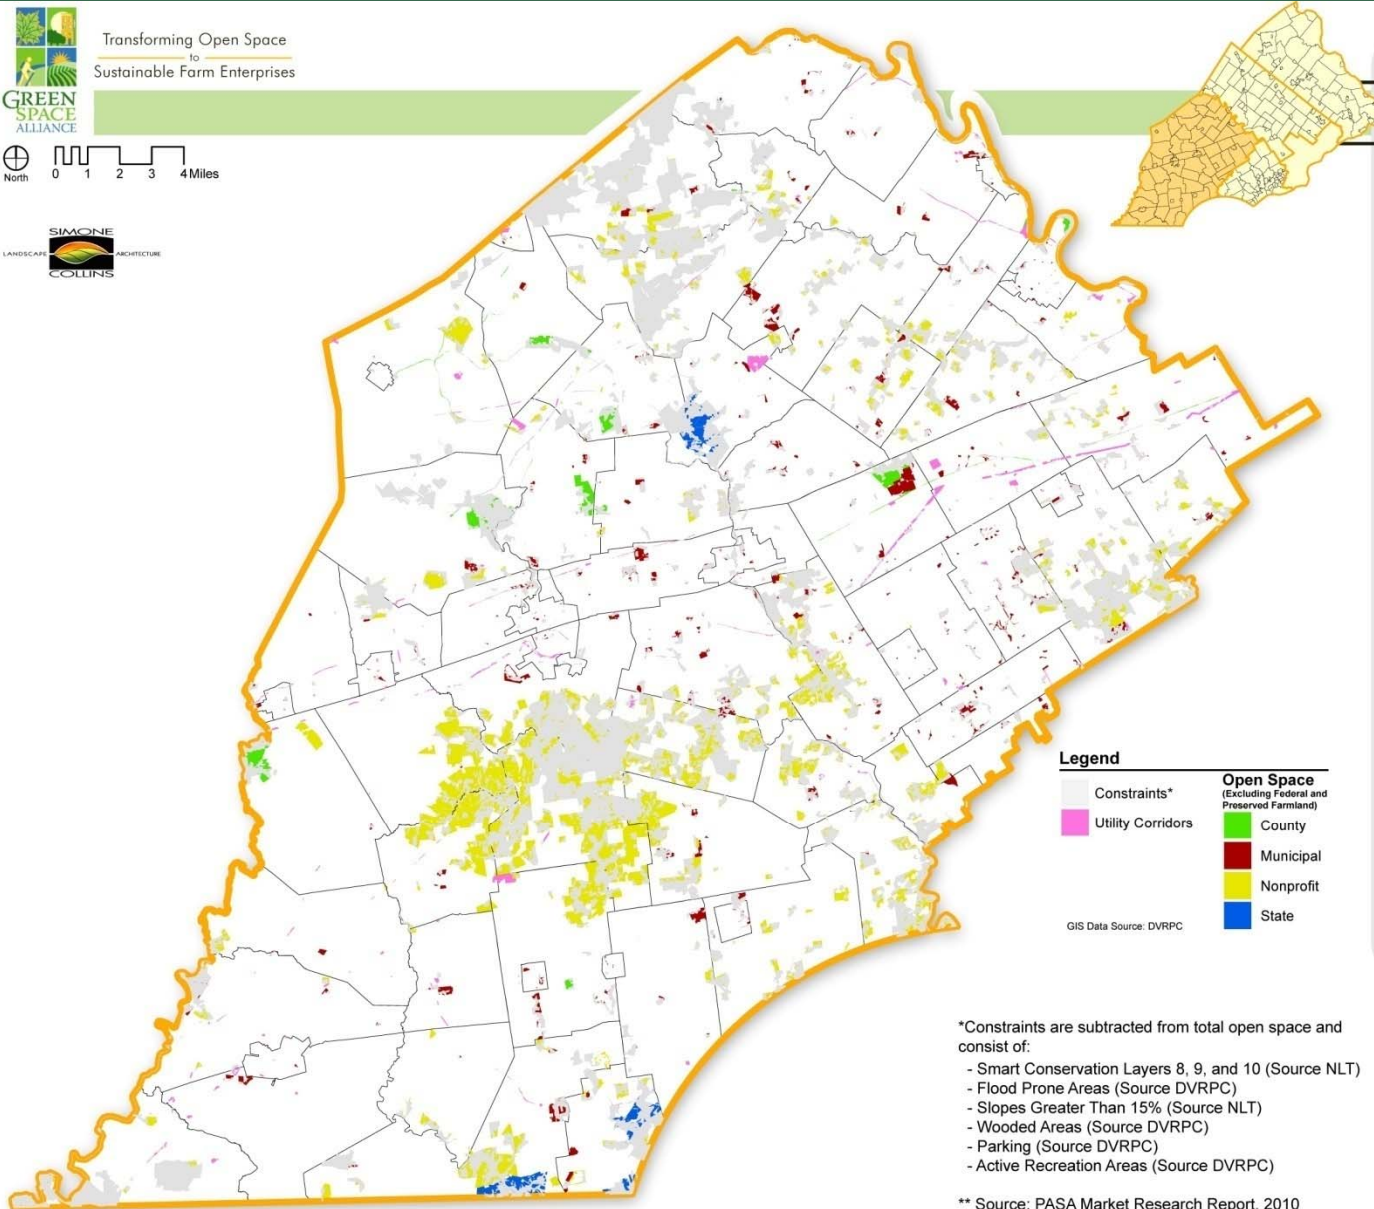 Transforming Open Space
to
Sustainable Farm Enterprises
GREEN
SPACE
ALLIANCE
North
0 1 2 3 4 Miles
SIMONE
LANDSCAPE ARCHITECTURE
COLLINS
Legend
Constraints*
Utility Corridors
Open Space
(Excluding Federal and
Preserved Farmland)
County
Municipal
Nonprofit
State
GIS Data Source: DVRPC
*Constraints are subtracted from total open space and
consist of:
- Smart Conservation Layers 8, 9, and 10 (Source NLT)
- Flood Prone Areas (Source DVRPC)
- Slopes Greater Than 15% (Source NLT)
- Wooded Areas (Source DVRPC)
- Parking (Source DVRPC)
- Active Recreation Areas (Source DVRPC)
** Source: PASA Market Research Report, 2010